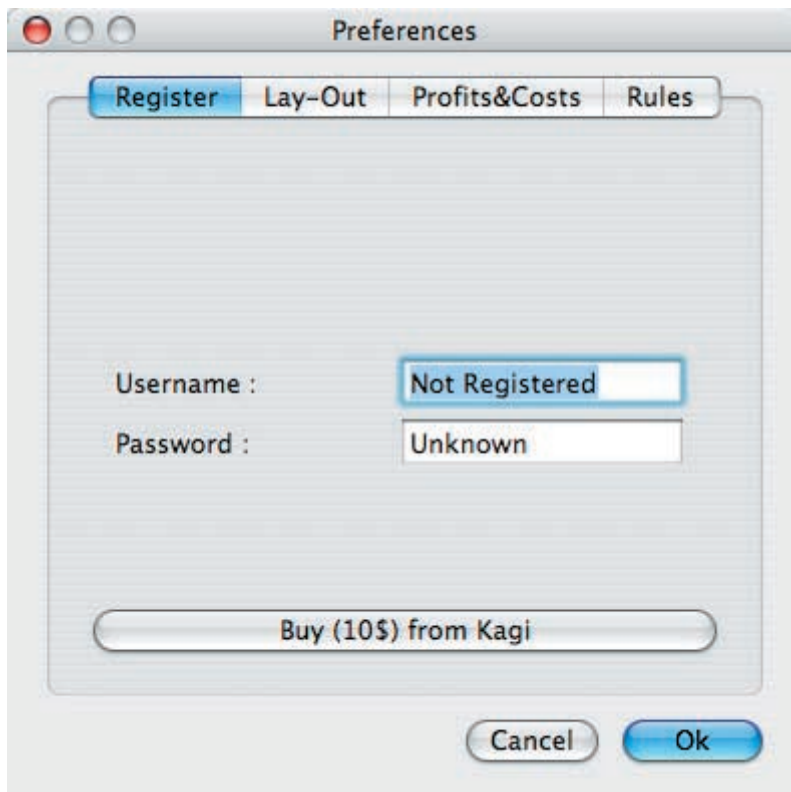 Preferences
Register Lay-Out Profits&Costs Rules
Username : Not Registered
Password : Unknown
Buy (10$) from Kagi
Cancel Ok